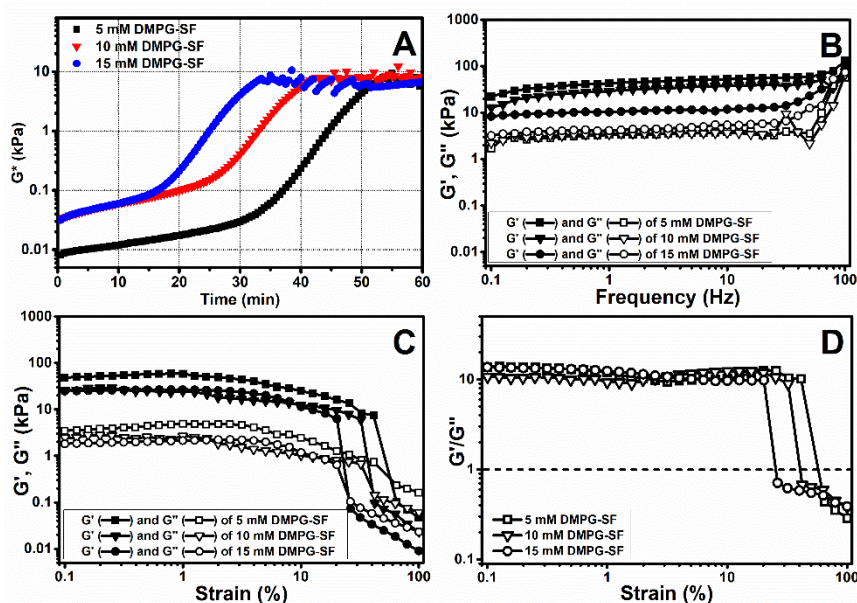 5 mM DMPG-SF
10 mM DMPG-SF
15 mM DMPG-SF
A
G* (kPa)
10
1
0.1
0.01
0 10 20 30 40 50 60
Time (min)
B
G', G'' (kPa)
1000
100
10
1
0.1
0.01
G' ( ) and G'' ( ) of 5 mM DMPG-SF
G' ( ) and G'' ( ) of 10 mM DMPG-SF
G' ( ) and G'' ( ) of 15 mM DMPG-SF
0.1 1 10 100
Frequency (Hz)
C
G', G'' (kPa)
1000
100
10
1
0.1
0.01
G' ( ) and G'' ( ) of 5 mM DMPG-SF
G' ( ) and G'' ( ) of 10 mM DMPG-SF
G' ( ) and G'' ( ) of 15 mM DMPG-SF
0.1 1 10 100
Strain (%)
D
G'/G''
10
1
0.1
5 mM DMPG-SF
10 mM DMPG-SF
15 mM DMPG-SF
0.1 1 10 100
Strain (%)